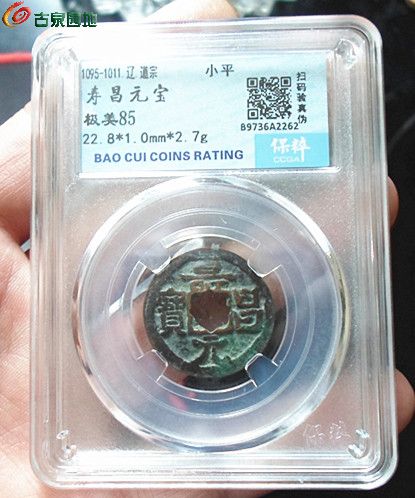 古泉园地
1095-1011 辽 道宗 小平
寿昌元宝
极美85
22.8*1.0mm*2.7g
BAO CUI COINS RATING
扫码验真伪
B9736A2262
保粹
CCGA
元
寶
保粹